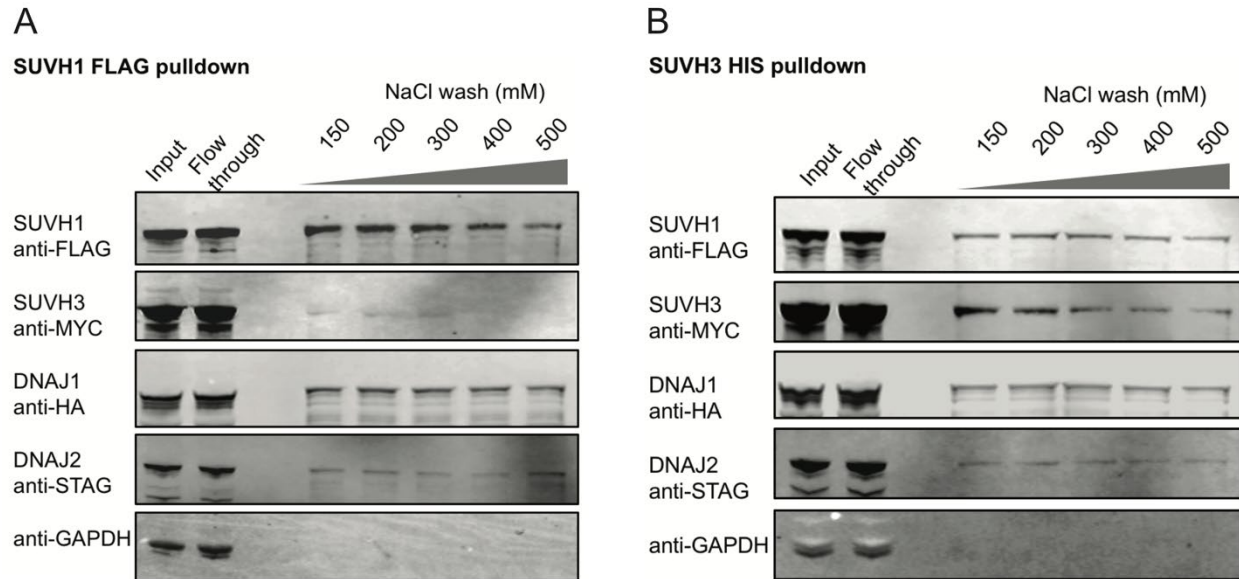 A
SUVH1 FLAG pulldown
NaCl wash (mM)
Input
Flow
through
150
200
300
400
500
SUVH1
anti-FLAG
SUVH3
anti-MYC
DNAJ1
anti-HA
DNAJ2
anti-STAG
anti-GAPDH
B
SUVH3 HIS pulldown
NaCl wash (mM)
Input
Flow
through
150
200
300
400
500
SUVH1
anti-FLAG
SUVH3
anti-MYC
DNAJ1
anti-HA
DNAJ2
anti-STAG
anti-GAPDH